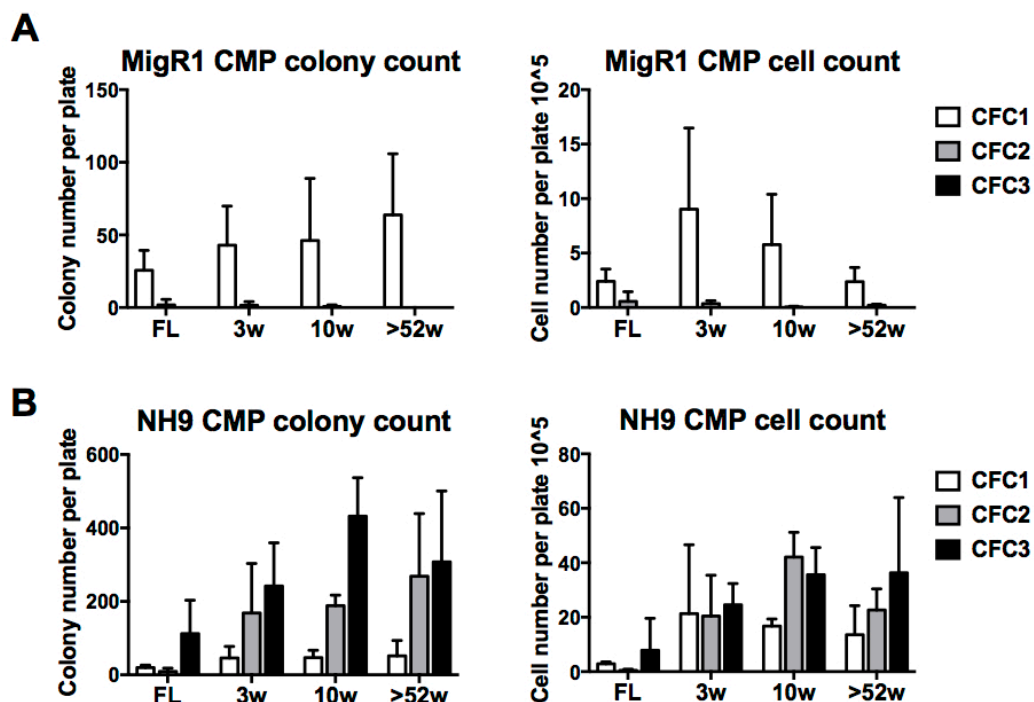 A
MigR1 CMP colony count
Colony number per plate
150
100
50
0
FL 3w 10w >52w
MigR1 CMP cell count
Cell number per plate 10^5
20
15
10
5
0
FL 3w 10w >52w
CFC1
CFC2
CFC3
B
NH9 CMP colony count
Colony number per plate
600
400
200
0
FL 3w 10w >52w
NH9 CMP cell count
Cell number per plate 10^5
80
60
40
20
0
FL 3w 10w >52w
CFC1
CFC2
CFC3